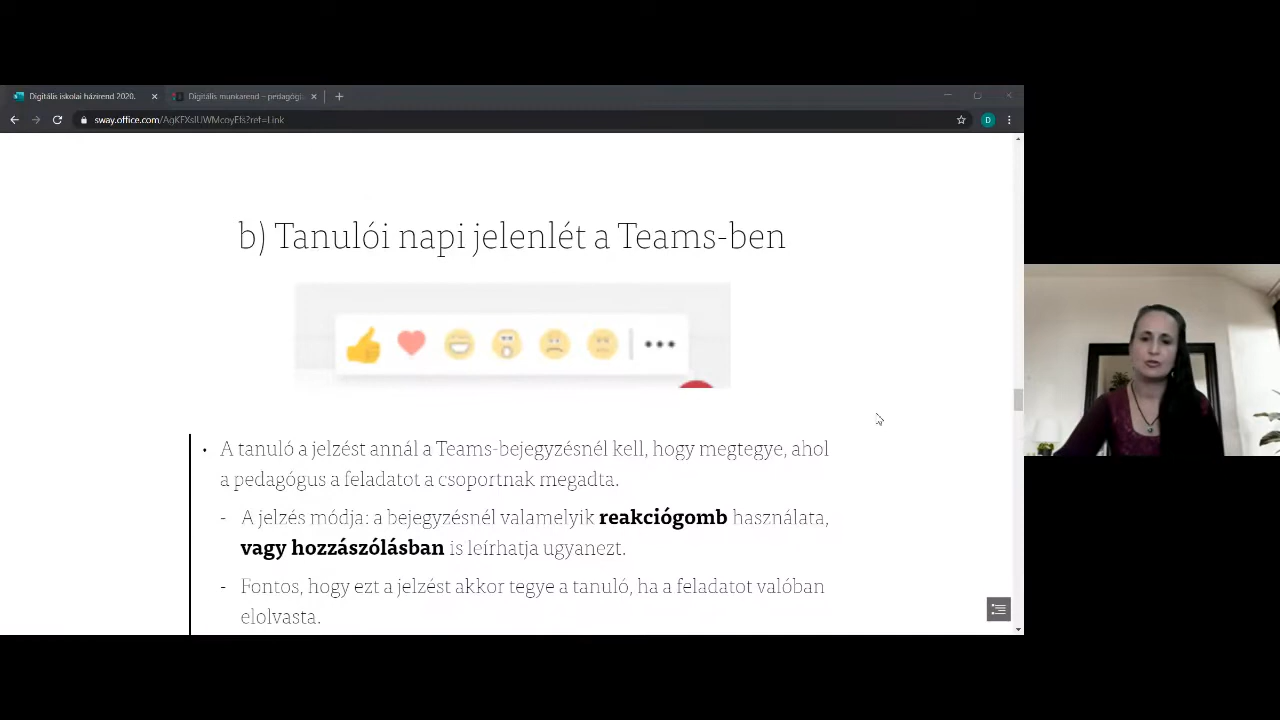 Digitális iskolai házirend 2020.
Digitális munkarend – pedagógi
sway.office.com/AgKFXslUWMcoyEfs?ref=Link
D
b) Tanulói napi jelenlét a Teams-ben
• A tanuló a jelzést annál a Teams-bejegyzésnél kell, hogy megtegye, ahol
a pedagógus a feladatot a csoportnak megadta.
- A jelzés módja: a bejegyzésnél valamelyik reakciógomb használata,
vagy hozzászólásban is leírhatja ugyanezt.
- Fontos, hogy ezt a jelzést akkor tegye a tanuló, ha a feladatot valóban
elolvasta.